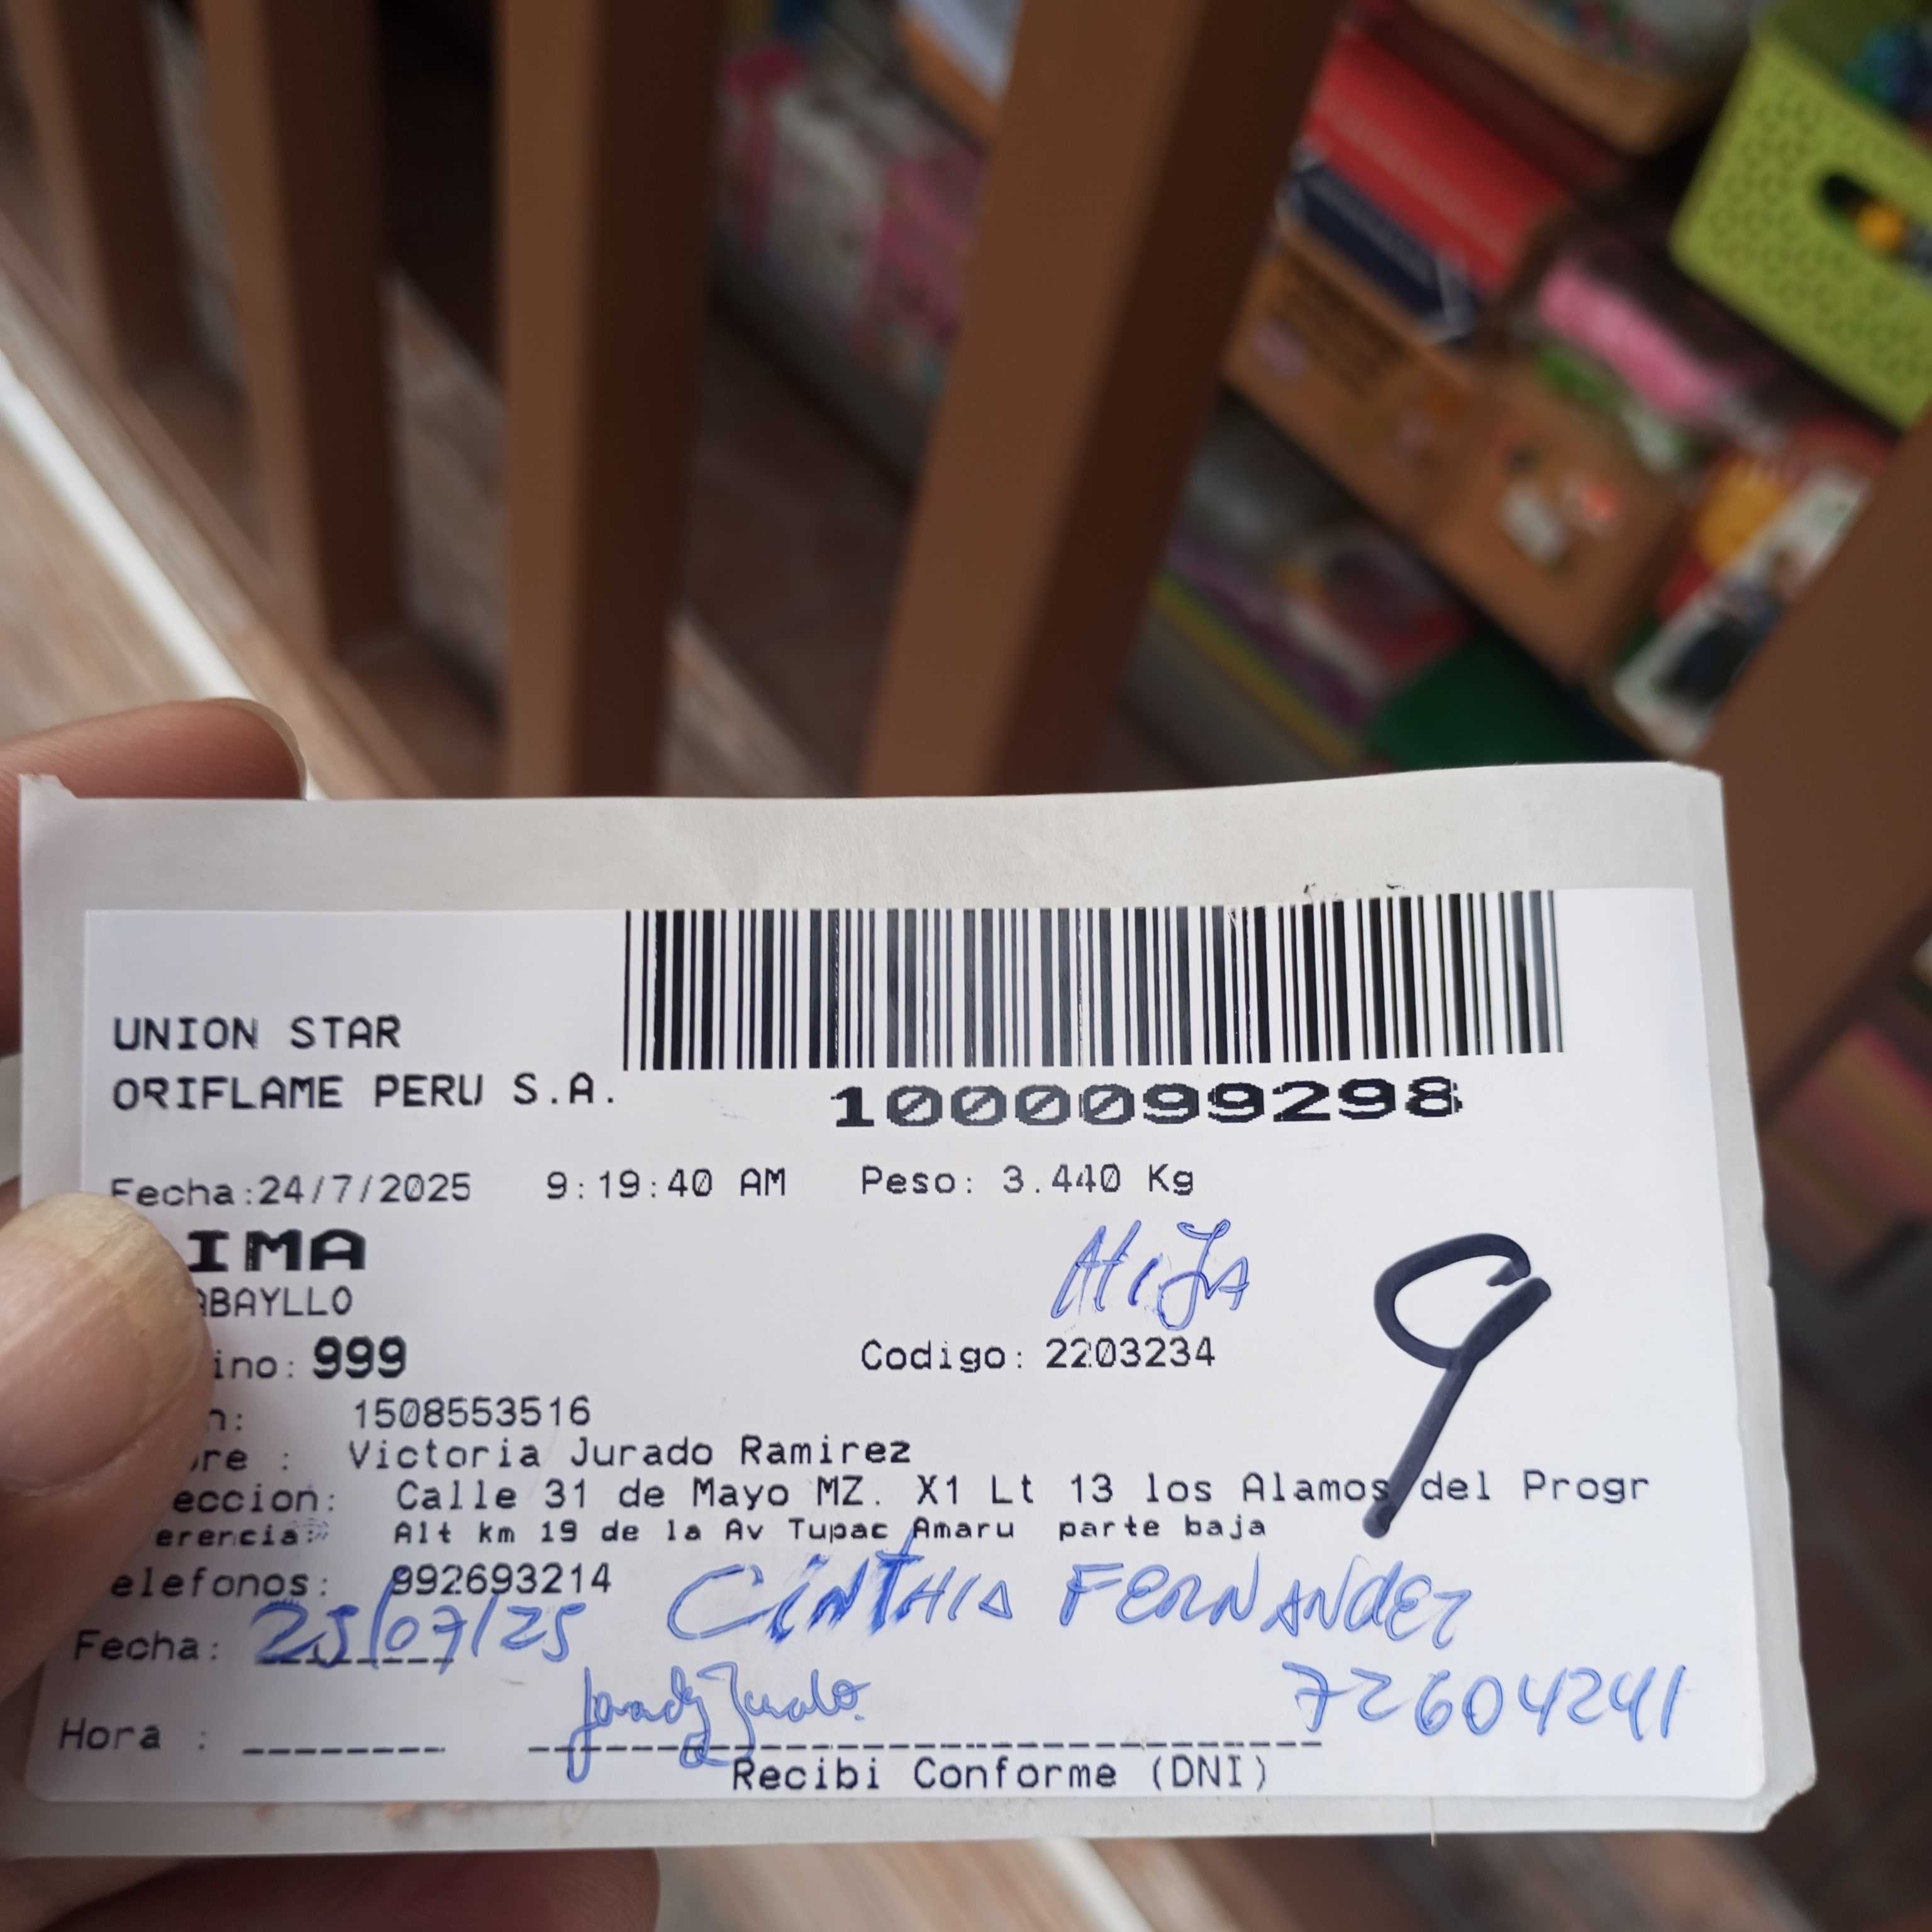 UNION STAR
ORIFLAME PERU S.A.
1000099298
Fecha:24/7/2025 9:19:40 AM Peso: 3.440 Kg
IMA
HIJA
ABAYLLO
9
ino: 999 Codigo: 2203234
n: 1508553516
re : Victoria Jurado Ramirez
eccion: Calle 31 de Mayo MZ. X1 Lt 13 los Alamos del Progr
erencia: Alt km 19 de la Av Tupac Amaru parte baja
elefonos: 992693214
CINTHIA FERNANDEZ
Fecha: 25/07/25
72604241
Hora :
Recibi Conforme (DNI)